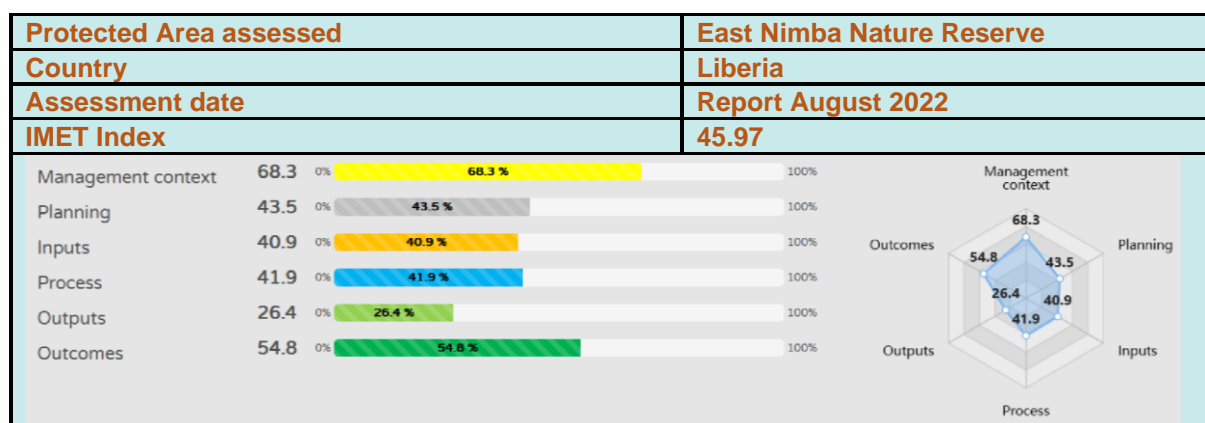 Protected Area assessed East Nimba Nature Reserve
Country Liberia
Assessment date Report August 2022
IMET Index 45.97
Management context 68.3 0% 68.3 % 100%
Planning 43.5 0% 43.5 % 100%
Inputs 40.9 0% 40.9 % 100%
Process 41.9 0% 41.9 % 100%
Outputs 26.4 0% 26.4 % 100%
Outcomes 54.8 0% 54.8 % 100%
Management
context
68.3
Outcomes 54.8 43.5 Planning
26.4 40.9
41.9
Outputs Inputs
Process